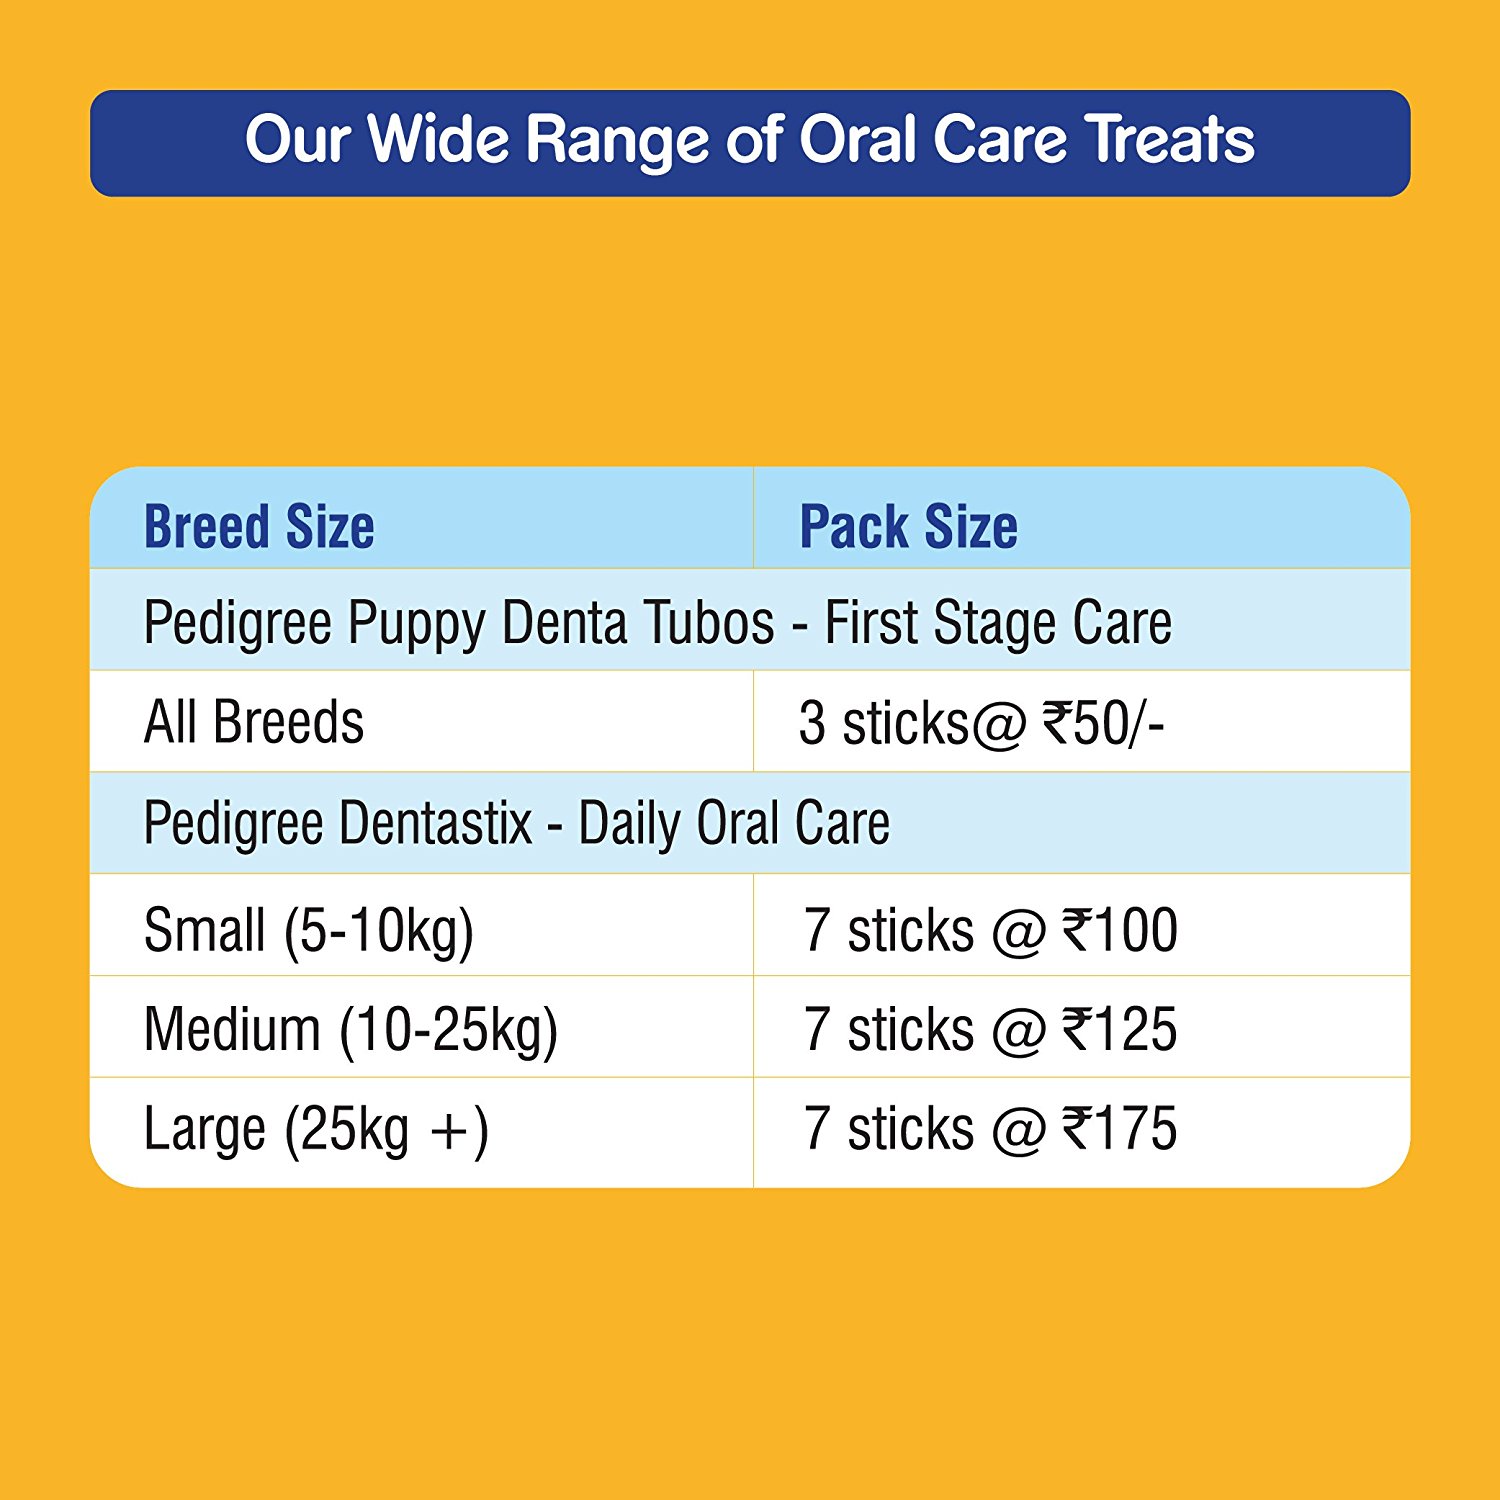 Our Wide Range of Oral Care Treats
Breed Size Pack Size
Pedigree Puppy Denta Tubos - First Stage Care
All Breeds 3 sticks@ ₹50/-
Pedigree Dentastix - Daily Oral Care
Small (5-10kg) 7 sticks @ ₹100
Medium (10-25kg) 7 sticks @ ₹125
Large (25kg +) 7 sticks @ ₹175